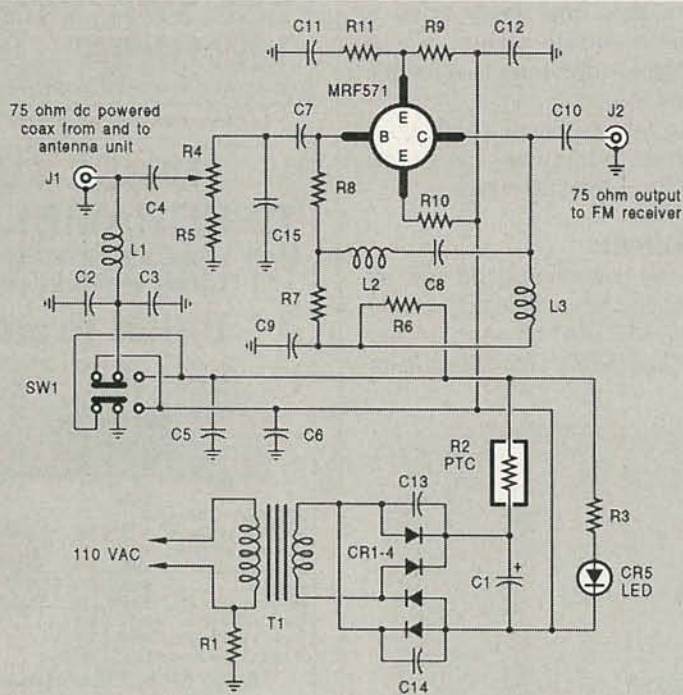 C11
R11
R9
C12
MRF571
75 ohm dc powered
coax from and to
antenna unit
C7
E
B
C
E
C10
J2
J1
R4
C4
R8
R10
75 ohm output
to FM receiver
R5
C15
L1
L2
C8
C2
C3
R7
R6
L3
C9
SW1
C5
C6
R2
PTC
R3
C13
110 VAC
CR1-4
C1
+
CR5
LED
T1
R1
C14